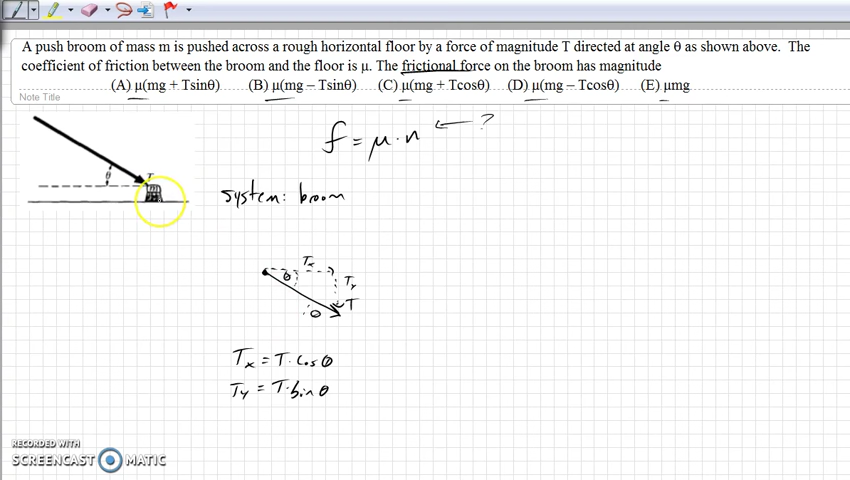 A push broom of mass m is pushed across a rough horizontal floor by a force of magnitude T directed at angle θ as shown above. The
coefficient of friction between the broom and the floor is μ. The frictional force on the broom has magnitude
(A) μ(mg + Tsinθ) (B) μ(mg – Tsinθ) (C) μ(mg + Tcosθ) (D) μ(mg – Tcosθ) (E) μmg
Note Title
f = μ · n ← ?
θ
T
system: broom
Tx
θ
Ty
T
θ
Tx = T · cos θ
Ty = T · sin θ
RECORDED WITH
SCREENCAST MATIC